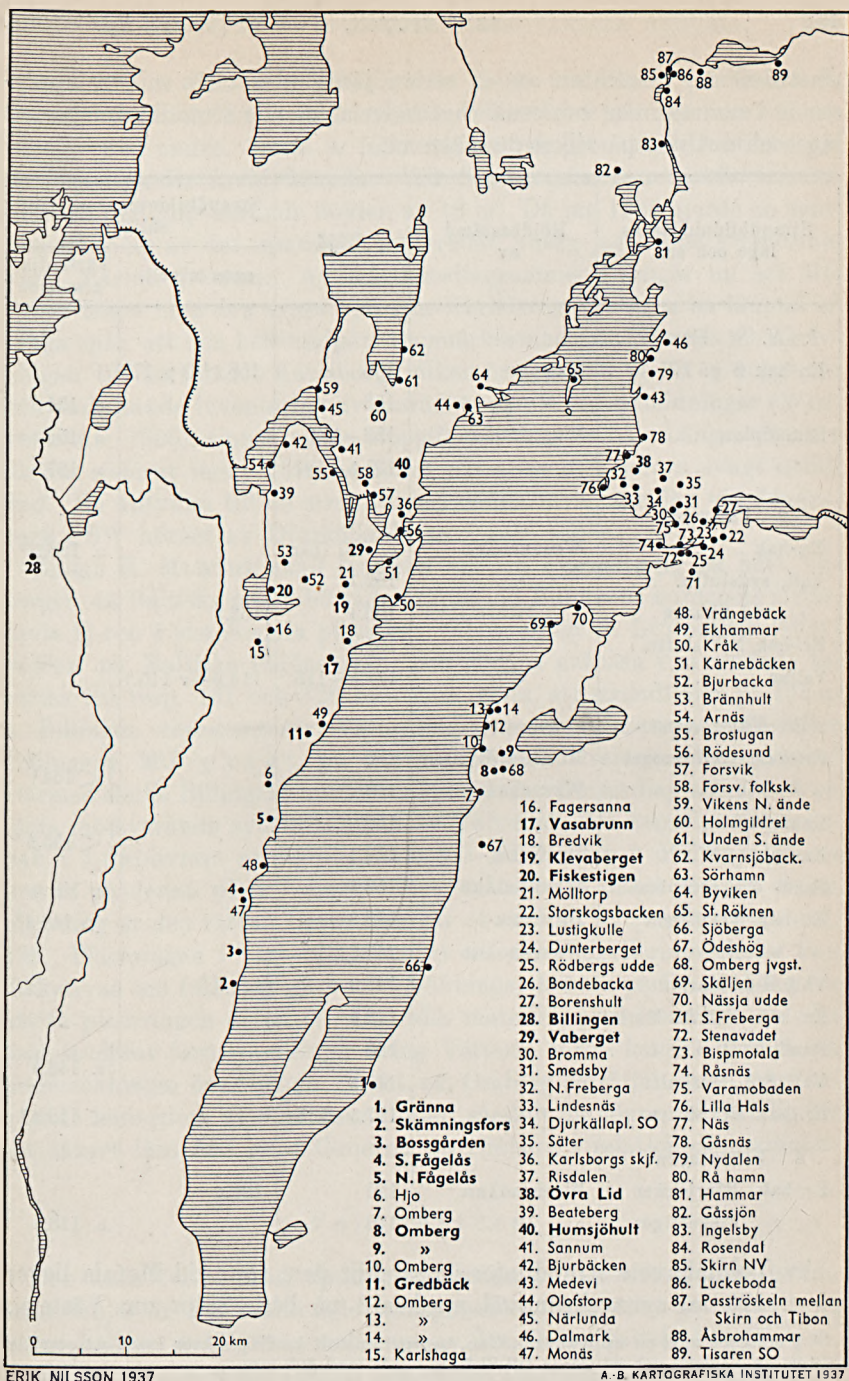 87
85
86
88
89
84
83
82
81
46
80
79
62
61
64
65
59
45
60
44
63
43
42
41
78
54
55
58
40
77
38
37
39
57
76
32
33
34
35
36
30
31
27
56
75
26
28
29
74
73
23
22
53
51
72
24
25
52
21
71
20
19
50
16
15
18
69
70
17
13
14
49
12
11
10
9
8
68
6
7
5
67
48
4
47
3
66
2
1
0 10 20 km
1. Gränna
2. Skämningsfors
3. Bossgården
4. S. Fågelås
5. N. Fågelås
6. Hjo
7. Omberg
8. Omberg
9. »
10. Omberg
11. Gredbäck
12. Omberg
13. »
14. »
15. Karlshaga
16. Fagersanna
17. Vasabrunn
18. Bredvik
19. Klevaberget
20. Fiskestigen
21. Mölltorp
22. Storskogsbacken
23. Lustigkulle
24. Dunterberget
25. Rödbergs udde
26. Bondebacka
27. Borenshult
28. Billingen
29. Vaberget
30. Bromma
31. Smedsby
32. N. Freberga
33. Lindesnäs
34. Djurkällapl. SO
35. Säter
36. Karlsborgs skjf.
37. Risdalen
38. Övra Lid
39. Beateberg
40. Humsjöhult
41. Sannum
42. Bjurbäcken
43. Medevi
44. Olofstorp
45. Närlunda
46. Dalmark
47. Monäs
48. Vrängebäck
49. Ekhammar
50. Kråk
51. Kärnebäcken
52. Bjurbacka
53. Brännhult
54. Arnäs
55. Brostugan
56. Rödesund
57. Forsvik
58. Forsv. folksk.
59. Vikens N. ände
60. Holmgildret
61. Unden S. ände
62. Kvarnsjöback.
63. Sörhamn
64. Byviken
65. St. Röknen
66. Sjöberga
67. Ödeshög
68. Omberg jvgst.
69. Skäljen
70. Nässja udde
71. S. Freberga
72. Stenaudet
73. Bispmotala
74. Råsnäs
75. Varamobaden
76. Lilla Hals
77. Näs
78. Gåsnäs
79. Nydalen
80. Rå hamn
81. Hammar
82. Gåssjön
83. Ingelsby
84. Rosendal
85. Skirn NV
86. Luckeboda
87. Pasströskeln mellan
Skirn och Tibon
88. Åsbrohammar
89. Tisaren SO
ERIK NILSSON 1937
A.-B. KARTOGRAFISKA INSTITUTET 1937